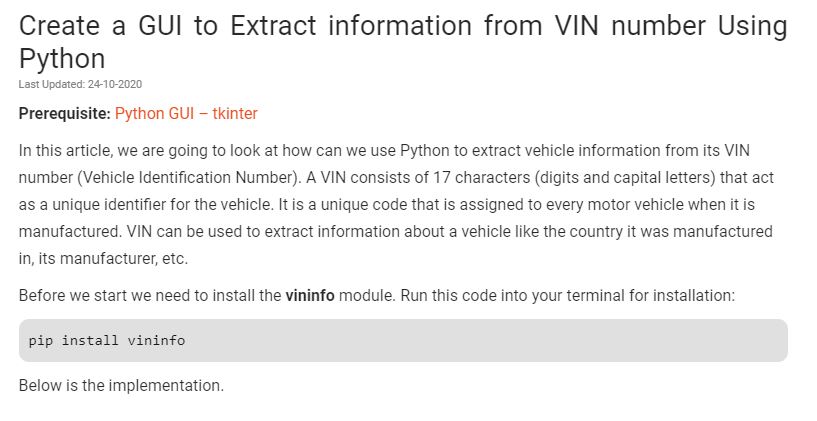 Create a GUI to Extract information from VIN number Using
Python
Last Updated: 24-10-2020
Prerequisite: Python GUI – tkinter
In this article, we are going to look at how can we use Python to extract vehicle information from its VIN
number (Vehicle Identification Number). A VIN consists of 17 characters (digits and capital letters) that act
as a unique identifier for the vehicle. It is a unique code that is assigned to every motor vehicle when it is
manufactured. VIN can be used to extract information about a vehicle like the country it was manufactured
in, its manufacturer, etc.
Before we start we need to install the vininfo module. Run this code into your terminal for installation:
pip install vininfo
Below is the implementation.